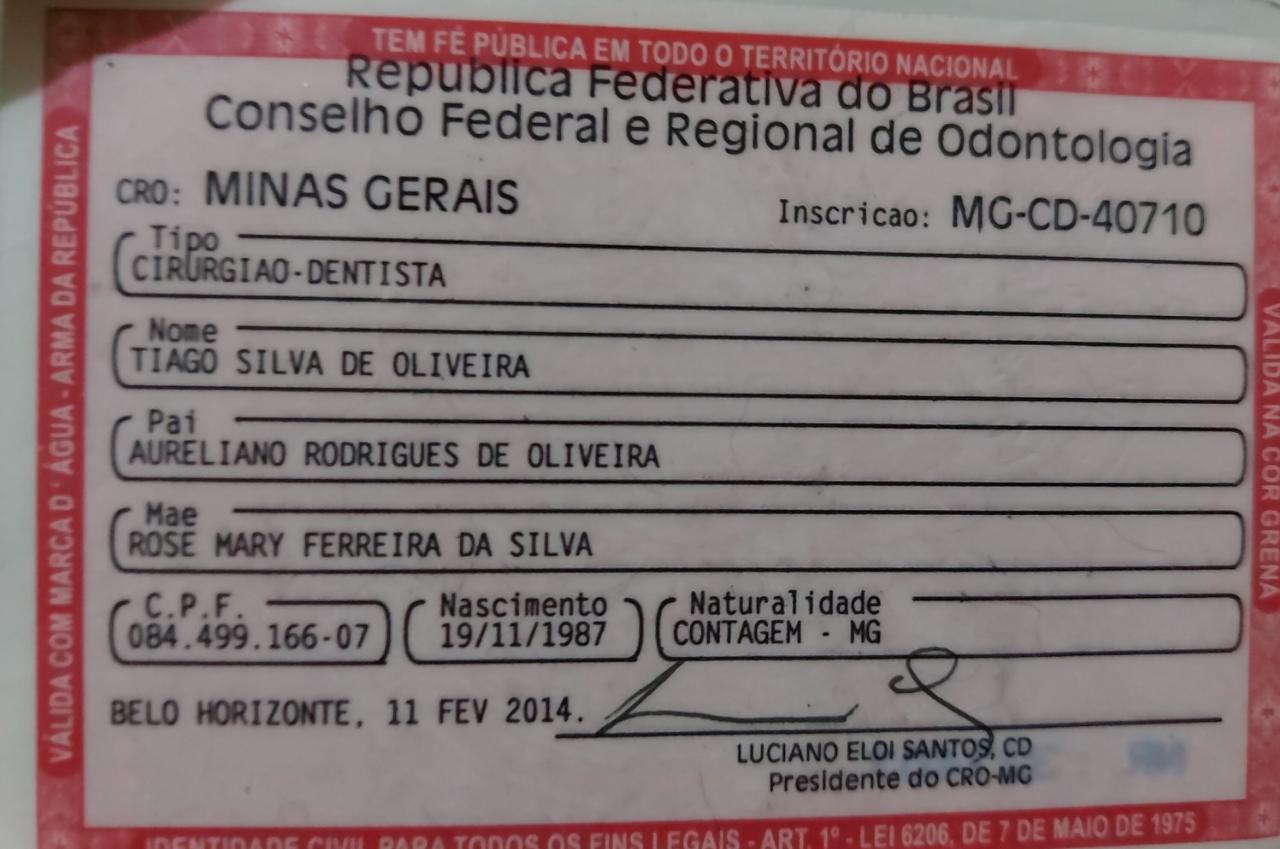 TEM FÉ PÚBLICA EM TODO O TERRITÓRIO NACIONAL
República Federativa do Brasil
Conselho Federal e Regional de Odontologia
CRO: MINAS GERAIS
Inscricao: MG-CD-40710
Tipo
CIRURGIAO-DENTISTA
Nome
TIAGO SILVA DE OLIVEIRA
Pai
AURELIANO RODRIGUES DE OLIVEIRA
Mae
ROSE MARY FERREIRA DA SILVA
C.P.F. Nascimento Naturalidade
084.499.166-07 19/11/1987 CONTAGEM - MG
BELO HORIZONTE, 11 FEV 2014.
LUCIANO ELOI SANTOS, CD
Presidente do CRO-MG
VÁLIDA COM MARCA D'ÁGUA - ARMA DA REPÚBLICA
VÁLIDA NA COR GRENÁ
IDENTIDADE CIVIL PARA TODOS OS FINS LEGAIS - ART. 1º - LEI 6206, DE 7 DE MAIO DE 1975